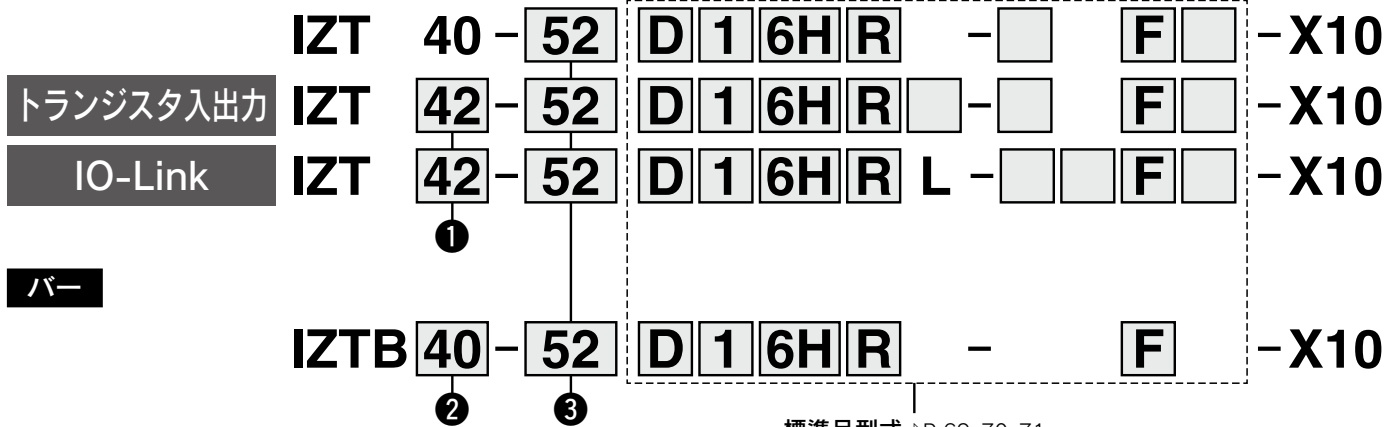 IZT 40 - 52 D 1 6H R - F - X10
トランジスタ入出力 IZT 42 - 52 D 1 6H R - F - X10
IO-Link IZT 42 - 52 D 1 6H R L - F - X10
❶
バー
IZTB 40 - 52 D 1 6H R - F - X10
❷ ❸